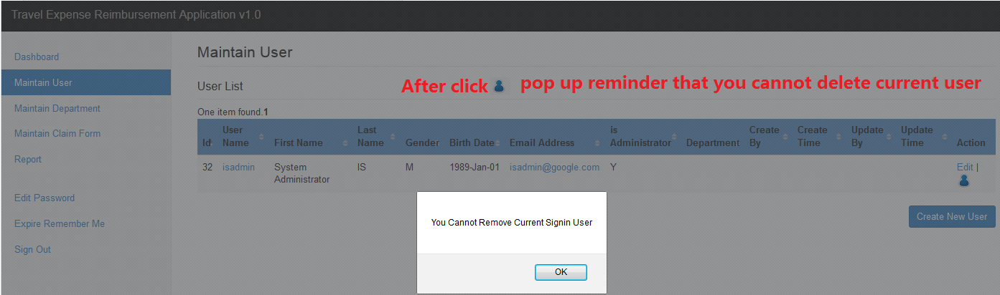 Travel Expense Reimbursement Application v1.0
Dashboard
Maintain User
Maintain Department
Maintain Claim Form
Report
Edit Password
Expire Remember Me
Sign Out
Maintain User
User List
After click pop up reminder that you cannot delete current user
One item found.1
Id User Name First Name Last Name Gender Birth Date Email Address is Administrator Department Create By Create Time Update By Update Time Action
32 isadmin System Administrator IS M 1989-Jan-01 isadmin@google.com Y Edit |
Create New User
You Cannot Remove Current Signin User
OK